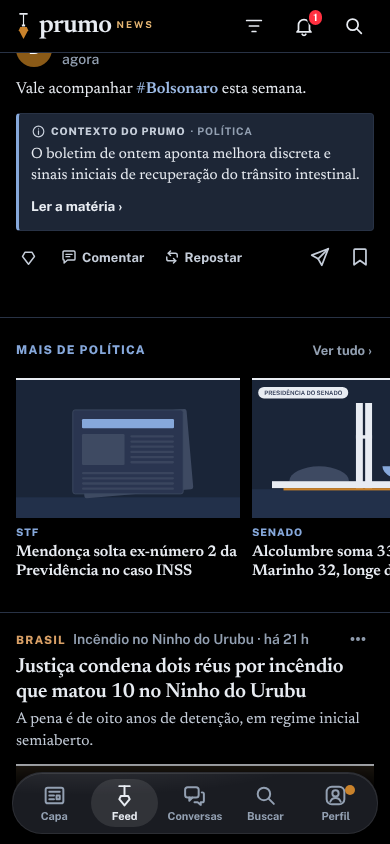 prumo NEWS
1
agora
Vale acompanhar #Bolsonaro esta semana.
CONTEXTO DO PRUMO · POLÍTICA
O boletim de ontem aponta melhora discreta e
sinais iniciais de recuperação do trânsito intestinal.
Ler a matéria ›
Comentar
Repostar
MAIS DE POLÍTICA
Ver tudo ›
PRESIDÊNCIA DO SENADO
STF
Mendonça solta ex-número 2 da
Previdência no caso INSS
SENADO
Alcolumbre soma 33
Marinho 32, longe d
BRASIL Incêndio no Ninho do Urubu · há 21 h
Justiça condena dois réus por incêndio
que matou 10 no Ninho do Urubu
A pena é de oito anos de detenção, em regime inicial
semiaberto.
Capa
Feed
Conversas
Buscar
Perfil